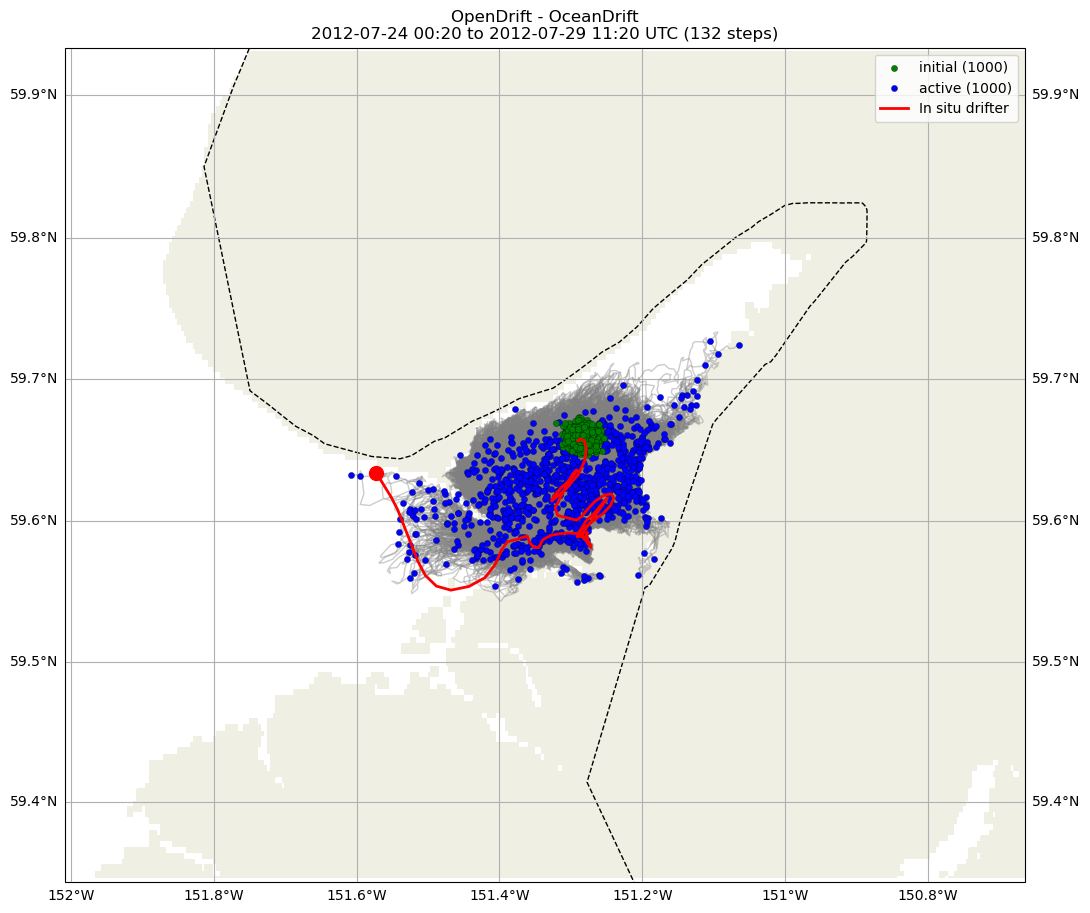 OpenDrift - OceanDrift
2012-07-24 00:20 to 2012-07-29 11:20 UTC (132 steps)
initial (1000)
active (1000)
In situ drifter
59.9°N
59.9°N
59.8°N
59.8°N
59.7°N
59.7°N
59.6°N
59.6°N
59.5°N
59.5°N
59.4°N
59.4°N
152°W
151.8°W
151.6°W
151.4°W
151.2°W
151°W
150.8°W